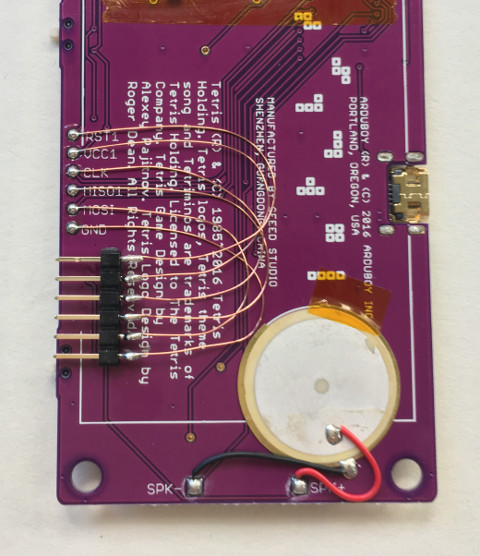 RST1
VCC1
CLK
MISO1
MOSI
GND
Tetris (R) & (C) 1985~2016 Tetris
Holding. Tetris logos, Tetris theme
song and Tetriminos are trademarks of
Tetris Holding. Licensed to The Tetris
Company. Tetris Game Design by
Alexey Pajitnov. Tetris Logo Design by
Roger Dean. All Rights Reserved.
MANUFACTURED BY SEEED STUDIO
SHENZHEN, GUANGDONG, CHINA
ARDUBOY (R) & (C) 2016 ARDUBOY INC
PORTLAND, OREGON, USA
SPK-
SPK+